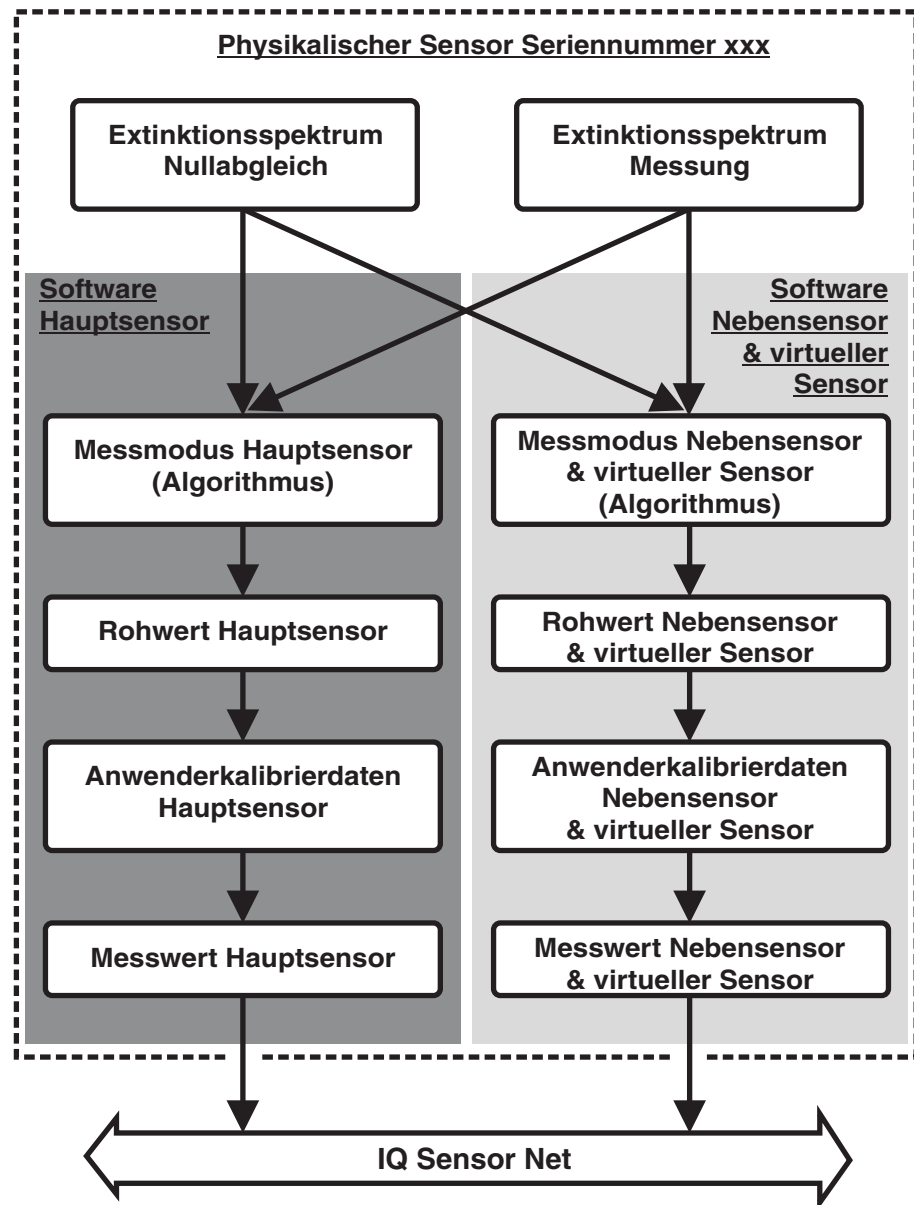 Physikalischer Sensor Seriennummer xxx
Extinktionsspektrum
Nullabgleich
Extinktionsspektrum
Messung
Software
Hauptsensor
Software
Nebensensor
& virtueller
Sensor
Messmodus Hauptsensor
(Algorithmus)
Messmodus Nebensensor
& virtueller Sensor
(Algorithmus)
Rohwert Hauptsensor
Rohwert Nebensensor
& virtueller Sensor
Anwenderkalibrierdaten
Hauptsensor
Anwenderkalibrierdaten
Nebensensor
& virtueller Sensor
Messwert Hauptsensor
Messwert Nebensensor
& virtueller Sensor
IQ Sensor Net